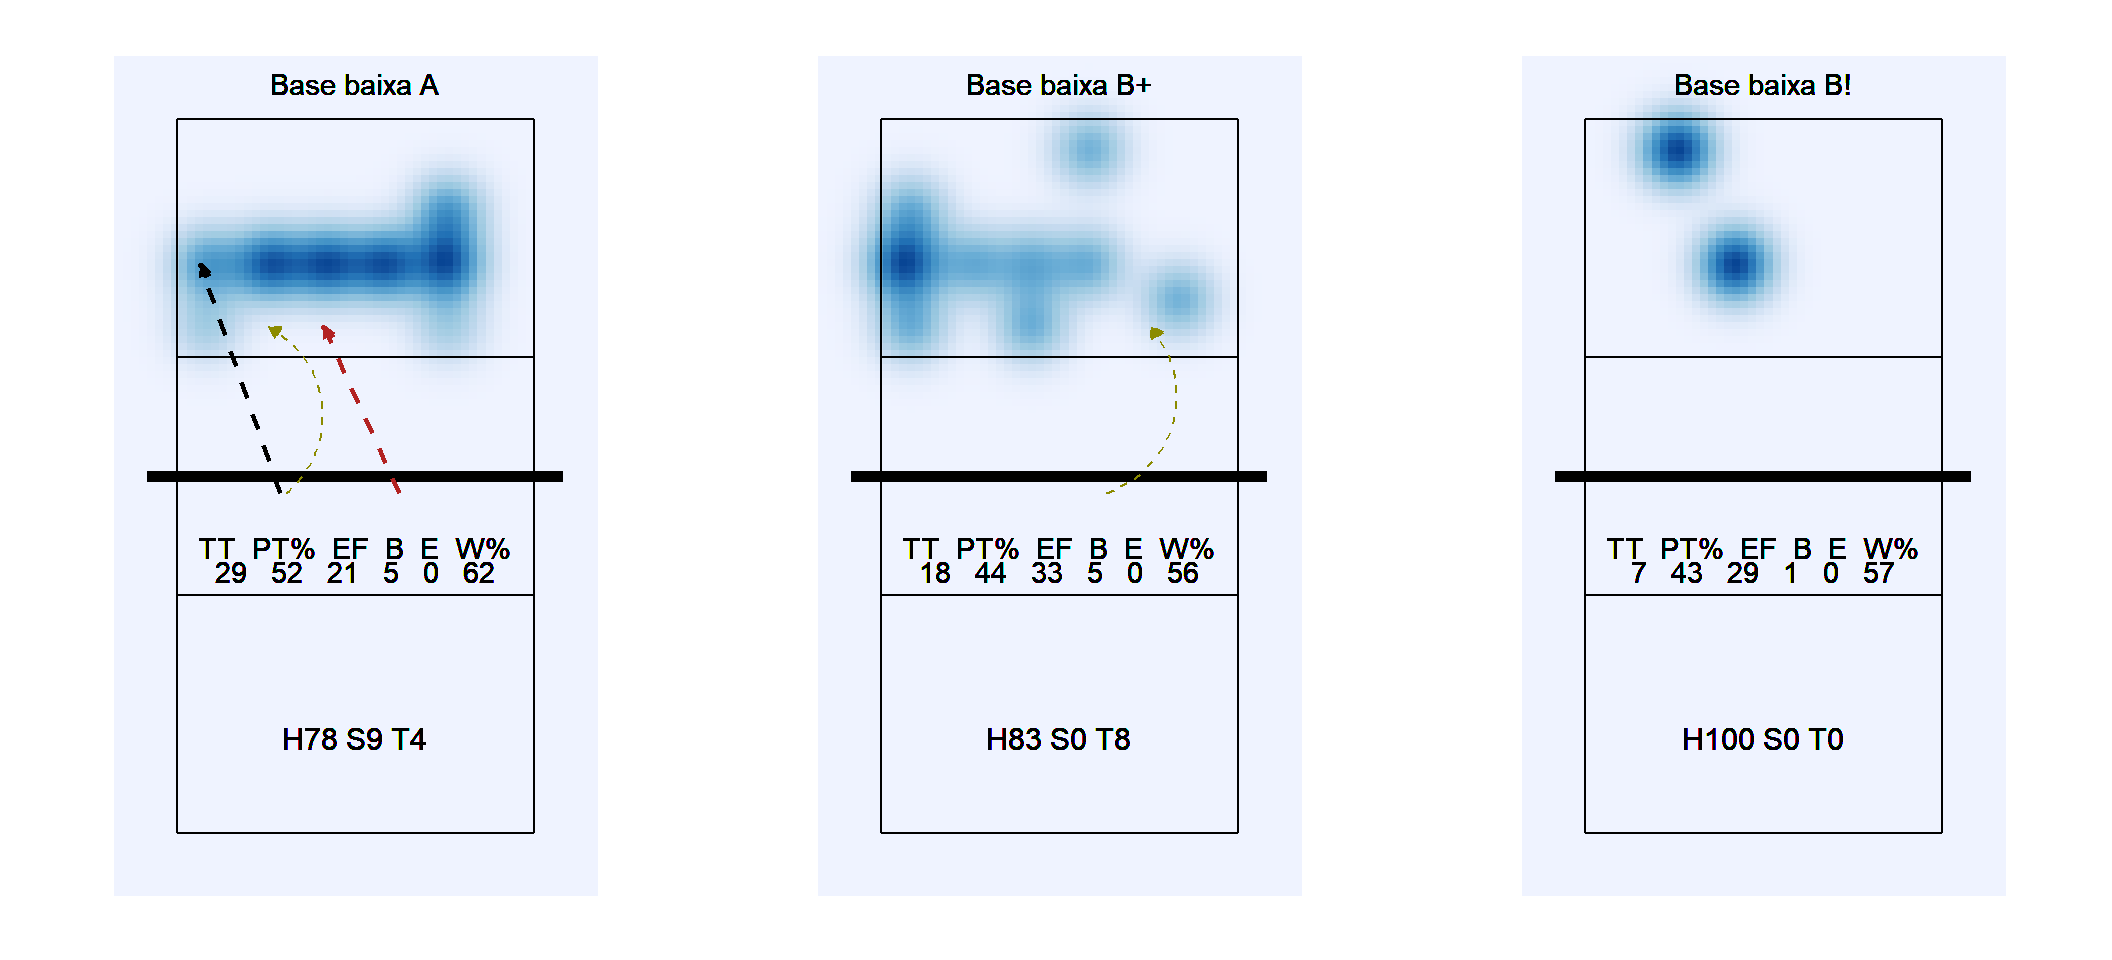 Base baixa A
TT PT% EF B E W%
29 52 21 5 0 62
H78 S9 T4
Base baixa B+
TT PT% EF B E W%
18 44 33 5 0 56
H83 S0 T8
Base baixa B!
TT PT% EF B E W%
7 43 29 1 0 57
H100 S0 T0